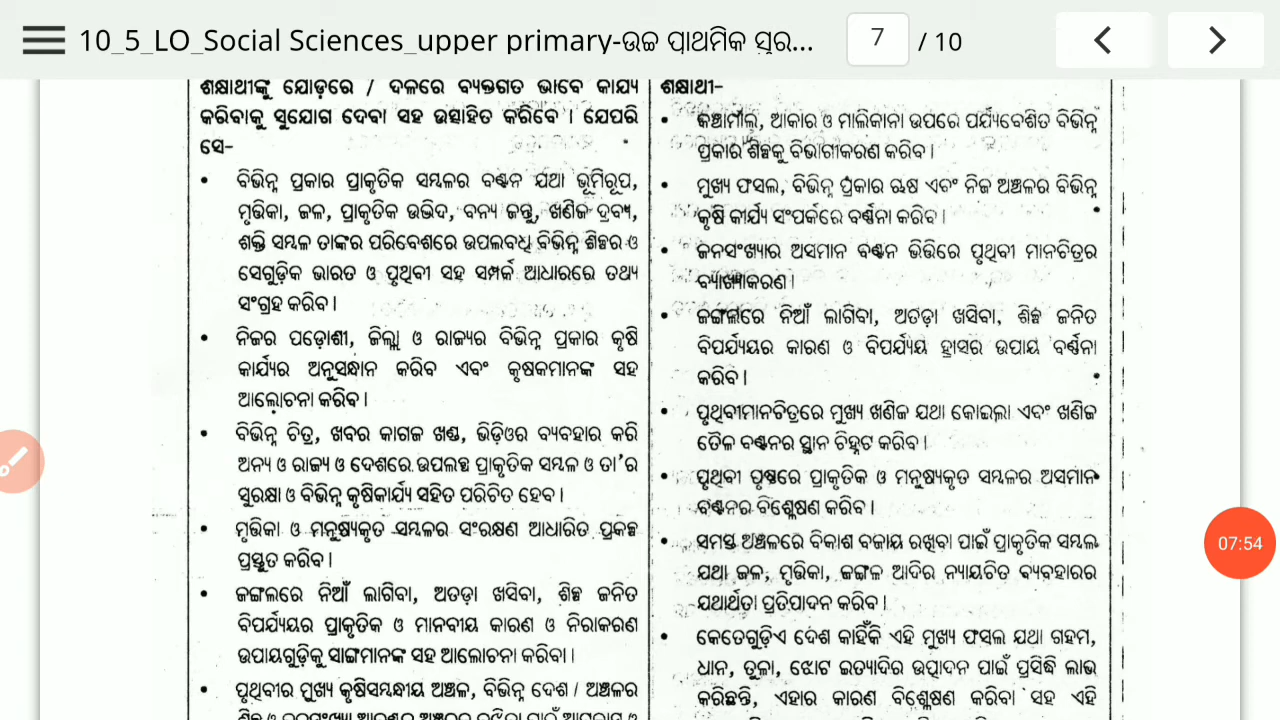 10_5_LO_Social Sciences_upper primary-ଉଚ୍ଚ ପ୍ରାଥମିକ ସ୍ତର...
7 / 10
ଶିକ୍ଷାର୍ଥୀଙ୍କୁ ଯୋଡ଼ିରେ / ଦଳରେ ବ୍ୟକ୍ତିଗତ ଭାବେ କାର୍ଯ୍ୟ
କରିବାକୁ ସୁଯୋଗ ଦେବା ସହ ଉତ୍ସାହିତ କରିବେ । ଯେପରି
ସେ-
• ବିଭିନ୍ନ ପ୍ରକାର ପ୍ରାକୃତିକ ସମ୍ବଳର ବଣ୍ଟନ ଯଥା ଭୂମିରୂପ,
ମୃତ୍ତିକା, ଜଳ, ପ୍ରାକୃତିକ ଉଦ୍ଭିଦ, ବନ୍ୟ ଜନ୍ତୁ, ଖଣିଜ ଦ୍ରବ୍ୟ,
ଶକ୍ତି ସମ୍ବଳ ତାଙ୍କର ପରିବେଶରେ ଉପଲବଧି ବିଭିନ୍ନ ଶିଳ୍ପର ଓ
ସେଗୁଡ଼ିକ ଭାରତ ଓ ପୃଥିବୀ ସହ ସମ୍ପର୍କ ଆଧାରରେ ତଥ୍ୟ
ସଂଗ୍ରହ କରିବ ।
• ନିଜର ପଡ଼ୋଶୀ, ଜିଲ୍ଲା ଓ ରାଜ୍ୟର ବିଭିନ୍ନ ପ୍ରକାର କୃଷି
କାର୍ଯ୍ୟର ଅନୁସନ୍ଧାନ କରିବ ଏବଂ କୃଷକମାନଙ୍କ ସହ
ଆଲୋଚନା କରିବ ।
• ବିଭିନ୍ନ ଚିତ୍ର, ଖବର କାଗଜ ଖଣ୍ଡ, ଭିଡ଼ିଓର ବ୍ୟବହାର କରି
ଅନ୍ୟ ଓ ରାଜ୍ୟ ଓ ଦେଶରେ ଉପଲବ୍ଧ ପ୍ରାକୃତିକ ସମ୍ବଳ ଓ ତା'ର
ସୁରକ୍ଷା ଓ ବିଭିନ୍ନ କୃଷିକାର୍ଯ୍ୟ ସହିତ ପରିଚିତ ହେବ ।
• ମୃତ୍ତିକା ଓ ମନୁଷ୍ୟକୃତ ସମ୍ବଳର ସଂରକ୍ଷଣ ଆଧାରିତ ପ୍ରକଳ୍ପ
ପ୍ରସ୍ତୁତ କରିବ ।
• ଜଙ୍ଗଲରେ ନିଆଁ ଲାଗିବା, ଅତଡ଼ା ଖସିବା, ଶିଳ୍ପ ଜନିତ
ବିପର୍ଯ୍ୟୟର ପ୍ରାକୃତିକ ଓ ମାନବୀୟ କାରଣ ଓ ନିରାକରଣ
ଉପାୟଗୁଡ଼ିକୁ ସାଙ୍ଗମାନଙ୍କ ସହ ଆଲୋଚନା କରିବା ।
• ପୃଥିବୀର ମୁଖ୍ୟ କୃଷିସମ୍ବନ୍ଧୀୟ ଅଞ୍ଚଳ, ବିଭିନ୍ନ ଦେଶ / ଅଞ୍ଚଳର
ଶିକ୍ଷାର୍ଥୀ-
• କଞ୍ଚାମାଲ, ଆକାର ଓ ମାଲିକାନା ଉପରେ ପର୍ଯ୍ୟବେଶିତ ବିଭିନ୍ନ
ପ୍ରକାର ଶିଳ୍ପକୁ ବିଭାଗୀକରଣ କରିବ ।
• ମୁଖ୍ୟ ଫସଲ, ବିଭିନ୍ନ ପ୍ରକାର ଋଷ ଏବଂ ନିଜ ଅଞ୍ଚଳର ବିଭିନ୍ନ
କୃଷି କାର୍ଯ୍ୟ ସଂପର୍କରେ ବର୍ଣ୍ଣନା କରିବ ।
• ଜନସଂଖ୍ୟାର ଅସମାନ ବଣ୍ଟନ ଭିତ୍ତିରେ ପୃଥିବୀ ମାନଚିତ୍ରର
ବ୍ୟାଖ୍ୟାକରଣ ।
• ଜଙ୍ଗଲରେ ନିଆଁ ଲାଗିବା, ଅତଡ଼ା ଖସିବା, ଶିଳ୍ପ ଜନିତ
ବିପର୍ଯ୍ୟୟର କାରଣ ଓ ବିପର୍ଯ୍ୟୟ ହ୍ରାସର ଉପାୟ ବର୍ଣ୍ଣନା
କରିବ ।
• ପୃଥିବୀମାନଚିତ୍ରରେ ମୁଖ୍ୟ ଖଣିଜ ଯଥା କୋଇଲା ଏବଂ ଖଣିଜ
ତୈଳ ବଣ୍ଟନର ସ୍ଥାନ ଚିହ୍ନଟ କରିବ ।
• ପୃଥିବୀ ପୃଷ୍ଠରେ ପ୍ରାକୃତିକ ଓ ମନୁଷ୍ୟକୃତ ସମ୍ବଳର ଅସମାନ
ବଣ୍ଟନର ବିଶ୍ଳେଷଣ କରିବ ।
• ସମସ୍ତ ଅଞ୍ଚଳରେ ବିକାଶ ବଜାୟ ରଖିବା ପାଇଁ ପ୍ରାକୃତିକ ସମ୍ବଲ
ଯଥା ଜଳ, ମୃତ୍ତିକା, ଜଙ୍ଗଳ ଆଦିର ନ୍ୟାୟଚିତ ବ୍ୟବହାରର
ଯଥାର୍ଥତା ପ୍ରତିପାଦନ କରିବ ।
• କେତେଗୁଡ଼ିଏ ଦେଶ କାହିଁକି ଏହି ମୁଖ୍ୟ ଫସଲ ଯଥା ଗହମ,
ଧାନ, ତୁଳା, ଝୋଟ ଇତ୍ୟାଦିର ଉତ୍ପାଦନ ପାଇଁ ପ୍ରସିଦ୍ଧି ଲାଭ
କରିଛନ୍ତି, ଏହାର କାରଣ ବିଶ୍ଳେଷଣ କରିବା ସହ ଏହି
07:54